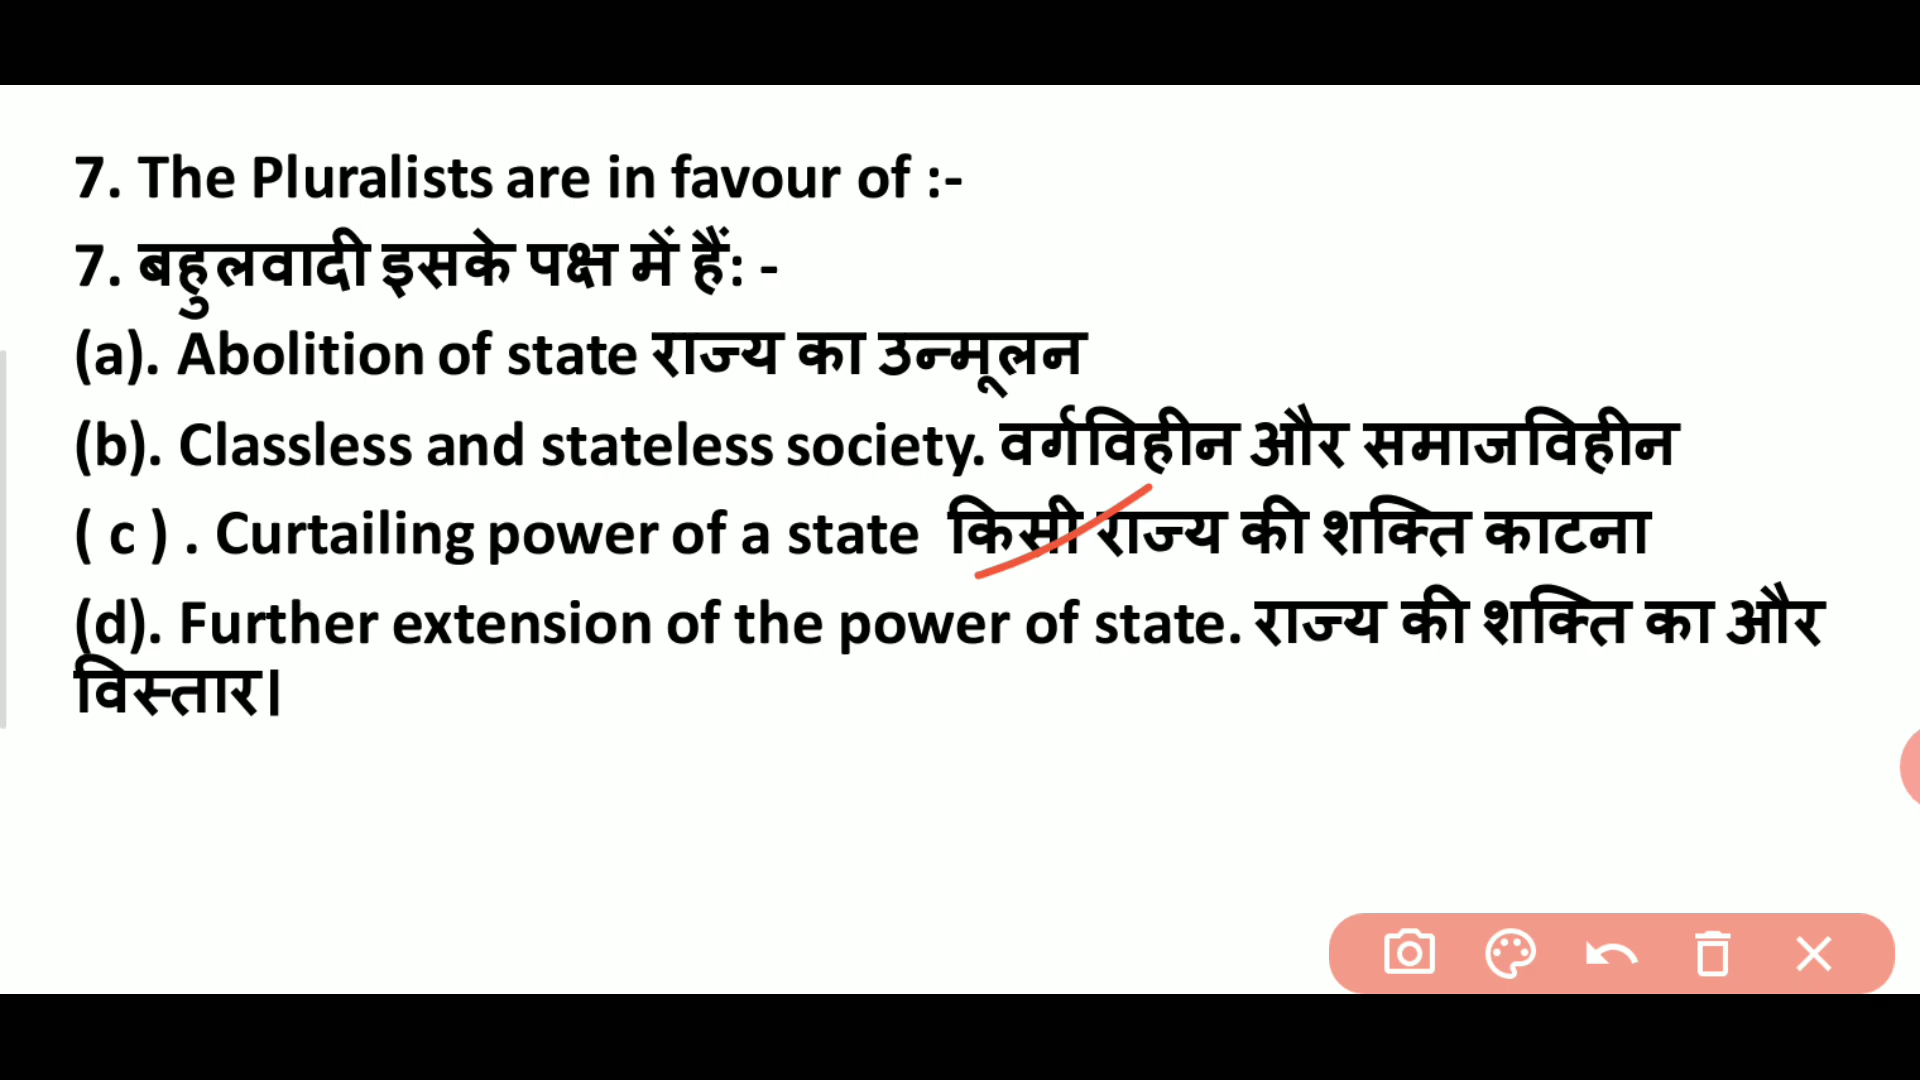 7. The Pluralists are in favour of :-
7. बहुलवादी इसके पक्ष में हैं: -
(a). Abolition of state राज्य का उन्मूलन
(b). Classless and stateless society. वर्गविहीन और समाजविहीन
( c ) . Curtailing power of a state किसी राज्य की शक्ति काटना
(d). Further extension of the power of state. राज्य की शक्ति का और
विस्तार।